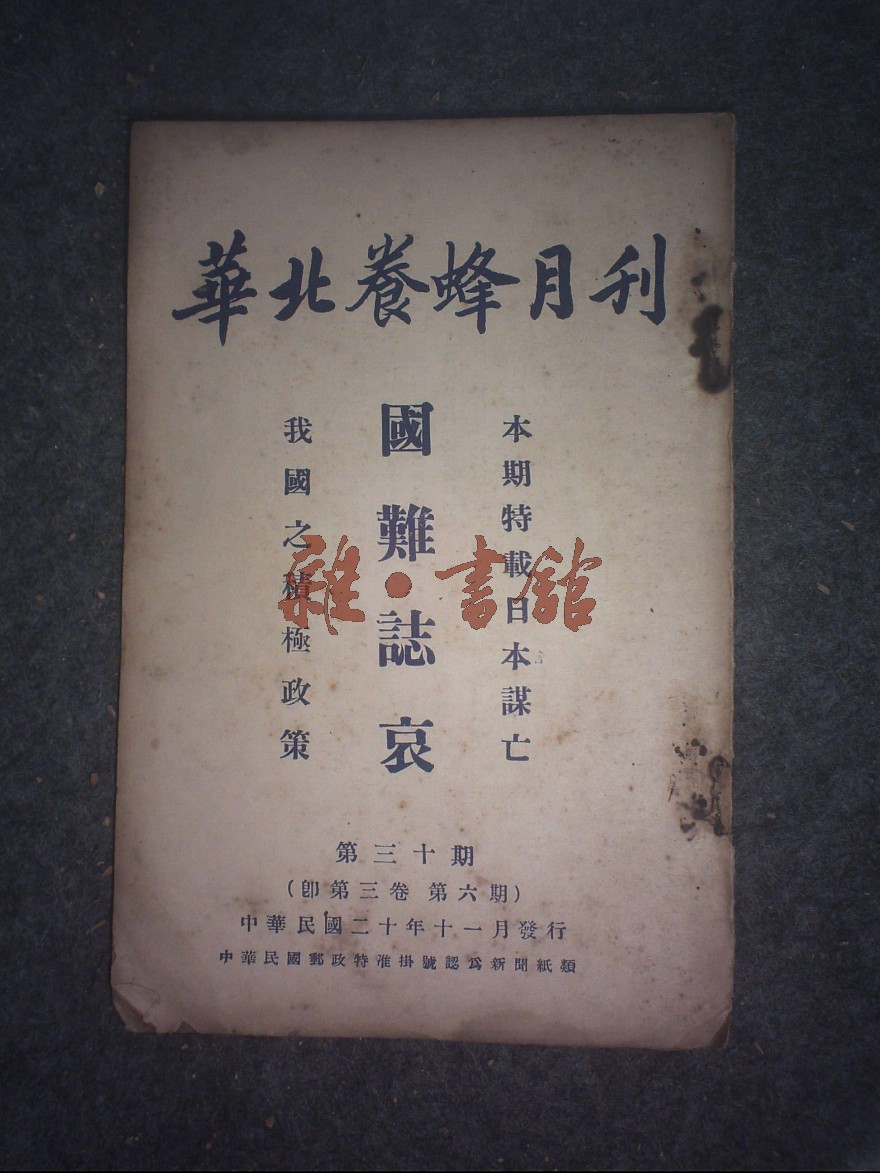 華北養蜂月刊
本期特載日本謀亡
國難誌哀
我國之積極政策
第三十期
(卽第三卷 第六期)
中華民國二十年十一月發行
中華民國郵政特准掛號認爲新聞紙類
雜·書館